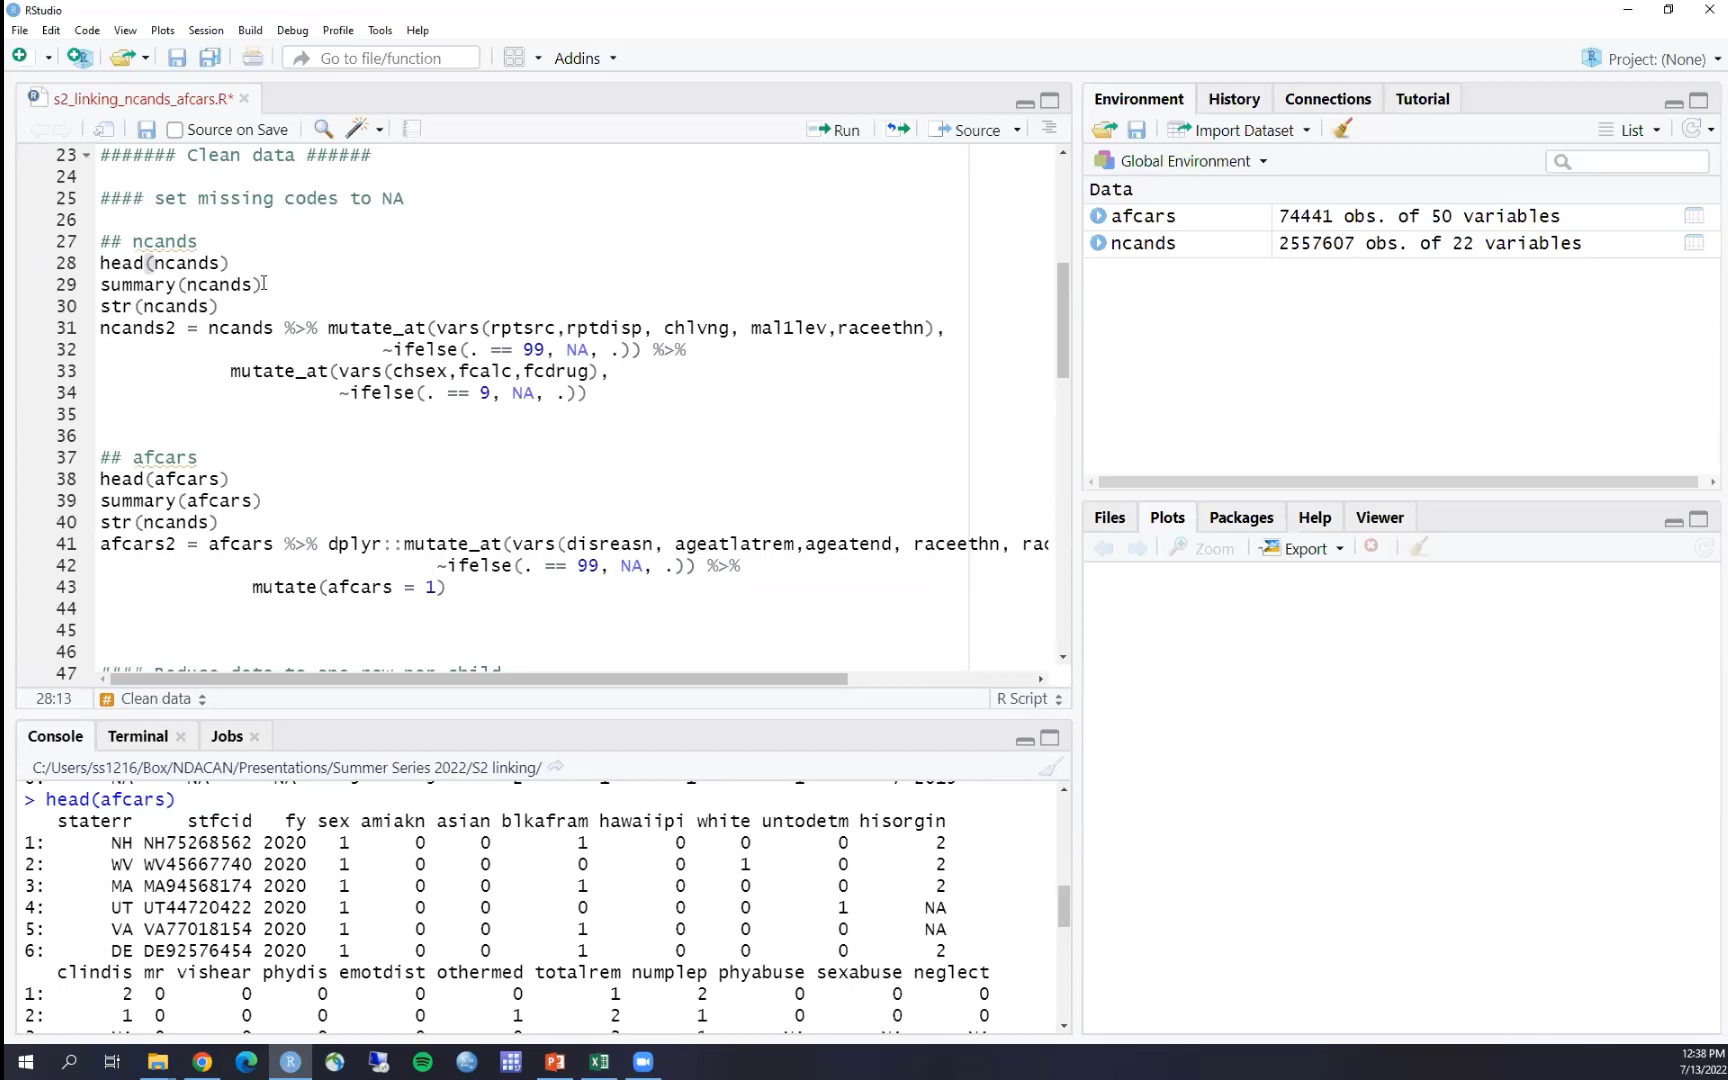 RStudio
File Edit Code View Plots Session Build Debug Profile Tools Help
Go to file/function Addins Project: (None)
s2_linking_ncands_afcars.R*
Source on Save Run Source
23 ####### Clean data ######
24
25 #### set missing codes to NA
26
27 ## ncands
28 head(ncands)
29 summary(ncands)
30 str(ncands)
31 ncands2 = ncands %>% mutate_at(vars(rptsrc,rptdisp, chlvng, mal1lev,raceethn),
32 ~ifelse(. == 99, NA, .)) %>%
33 mutate_at(vars(chsex,fcalc,fcdrug),
34 ~ifelse(. == 9, NA, .))
35
36
37 ## afcars
38 head(afcars)
39 summary(afcars)
40 str(ncands)
41 afcars2 = afcars %>% dplyr::mutate_at(vars(disreasn, ageatlatrem,ageatend, raceethn, rac
42 ~ifelse(. == 99, NA, .)) %>%
43 mutate(afcars = 1)
44
45
46
47 #### Reduce data to one row per child
28:13 Clean data R Script
Console Terminal Jobs
C:/Users/ss1216/Box/NDACAN/Presentations/Summer Series 2022/S2 linking/
> head(afcars)
staterr stfcid fy sex amiakn asian blkafram hawaiipi white untodetm hisorgin
1: NH NH75268562 2020 1 0 0 1 0 0 0 2
2: WV WV45667740 2020 1 0 0 0 0 1 0 2
3: MA MA94568174 2020 1 0 0 1 0 0 0 2
4: UT UT44720422 2020 1 0 0 0 0 0 1 NA
5: VA VA77018154 2020 1 0 0 1 0 0 0 NA
6: DE DE92576454 2020 1 0 0 1 0 0 0 2
clindis mr vishear phydis emotdist othermed totalrem numplep phyabuse sexabuse neglect
1: 2 0 0 0 0 0 1 2 0 0 0
2: 1 0 0 0 0 1 2 1 0 0 0
Environment History Connections Tutorial
Import Dataset List
Global Environment
Data
afcars 74441 obs. of 50 variables
ncands 2557607 obs. of 22 variables
Files Plots Packages Help Viewer
Zoom Export
12:38 PM
7/13/2022